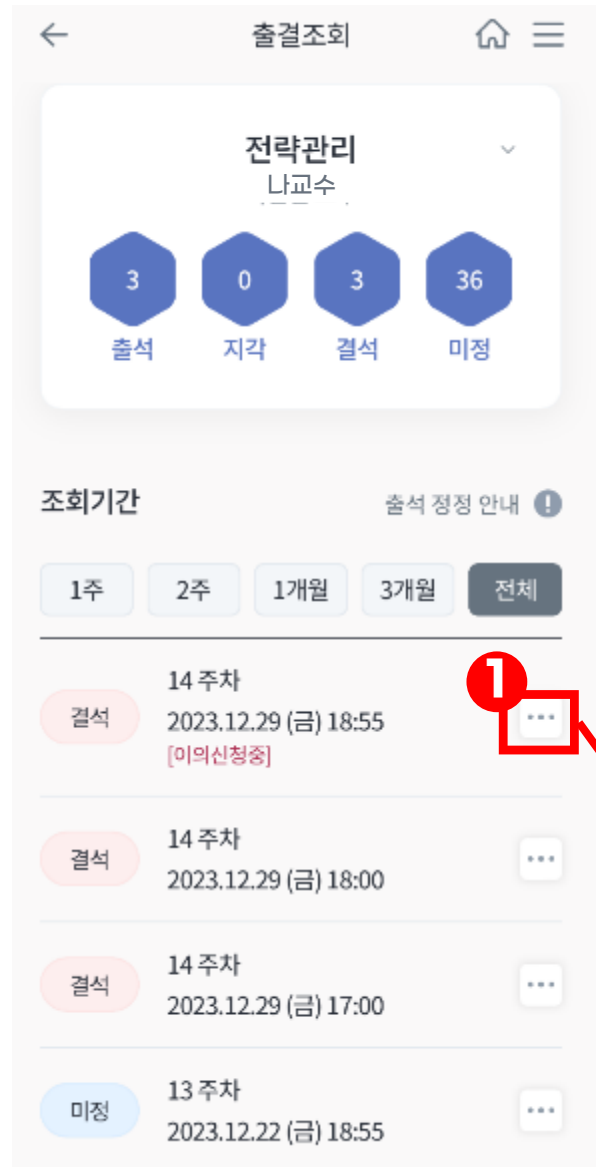 출결조회
전략관리
나교수
3 0 3 36
출석 지각 결석 미정
조회기간 출석 정정 안내 !
1주 2주 1개월 3개월 전체
14 주차
결석 2023.12.29 (금) 18:55 ...
[이의신청중]
1
14 주차
결석 2023.12.29 (금) 18:00 ...
14 주차
결석 2023.12.29 (금) 17:00 ...
13 주차
미정 2023.12.22 (금) 18:55 ...